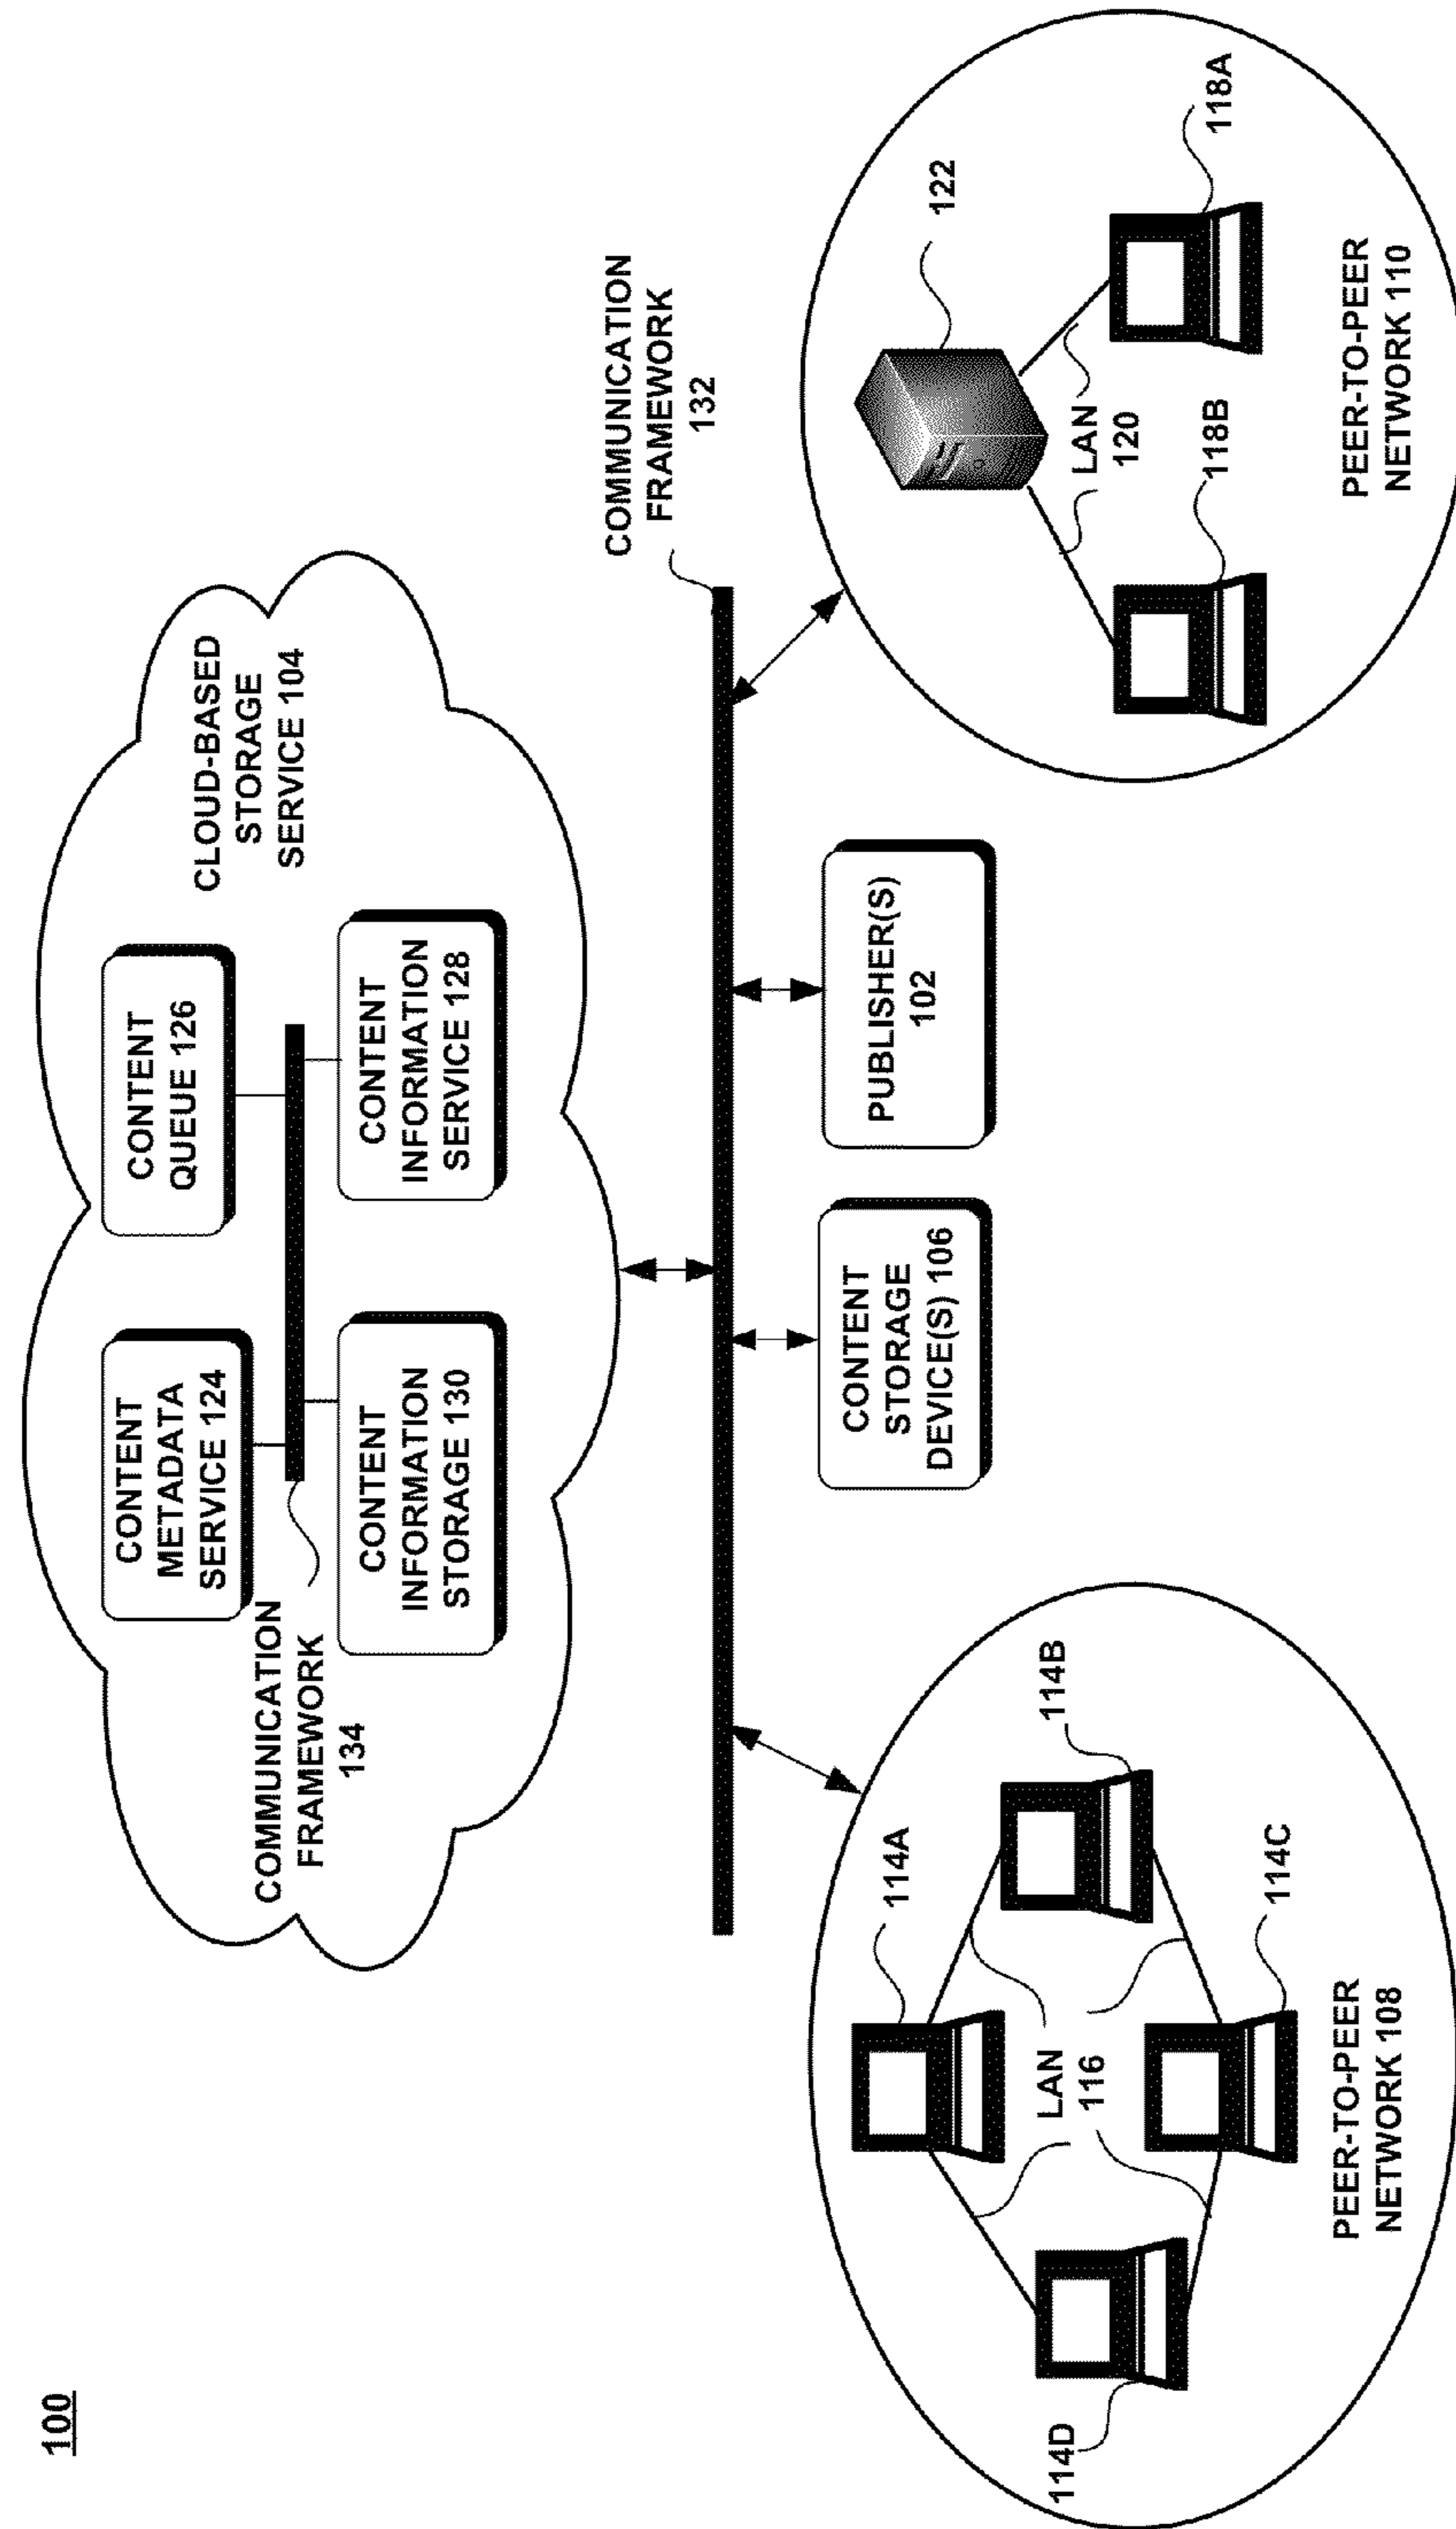 100
CONTENT
METADATA
SERVICE 124
CONTENT
QUEUE 126
CLOUD-BASED
STORAGE
SERVICE 104
COMMUNICATION
FRAMEWORK
134
CONTENT
INFORMATION
STORAGE 130
CONTENT
INFORMATION
SERVICE 128
COMMUNICATION
FRAMEWORK
132
CONTENT
STORAGE
DEVICE(S) 106
PUBLISHER(S)
102
114A
114B
LAN
116
114C
114D
PEER-TO-PEER
NETWORK 108
122
LAN
120
118A
118B
PEER-TO-PEER
NETWORK 110